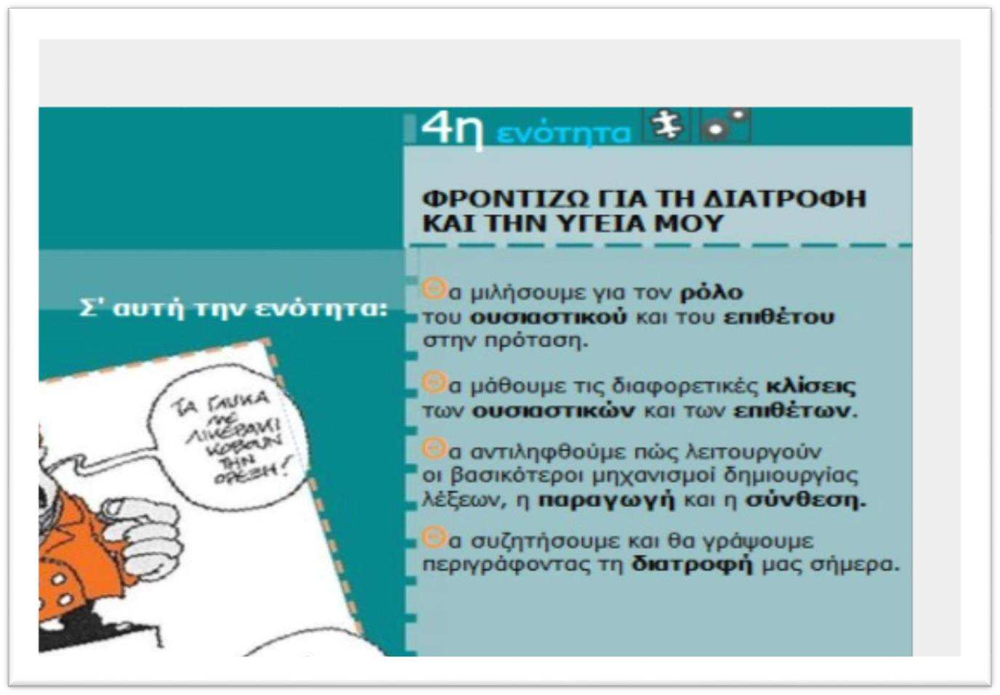 4η ενότητα
ΦΡΟΝΤΙΖΩ ΓΙΑ ΤΗ ΔΙΑΤΡΟΦΗ
ΚΑΙ ΤΗΝ ΥΓΕΙΑ ΜΟΥ
Σ' αυτή την ενότητα:
Θα μιλήσουμε για τον ρόλο
του ουσιαστικού και του επιθέτου
στην πρόταση.
Θα μάθουμε τις διαφορετικές κλίσεις
των ουσιαστικών και των επιθέτων.
Θα αντιληφθούμε πώς λειτουργούν
οι βασικότεροι μηχανισμοί δημιουργίας
λέξεων, η παραγωγή και η σύνθεση.
Θα συζητήσουμε και θα γράψουμε
περιγράφοντας τη διατροφή μας σήμερα.
ΤΑ ΓΛΥΚΑ
ΜΕ
ΛΙΚΕΡΑΚΙ
ΚΟΒΟΥΝ
ΤΗΝ
ΟΡΕΞΗ!